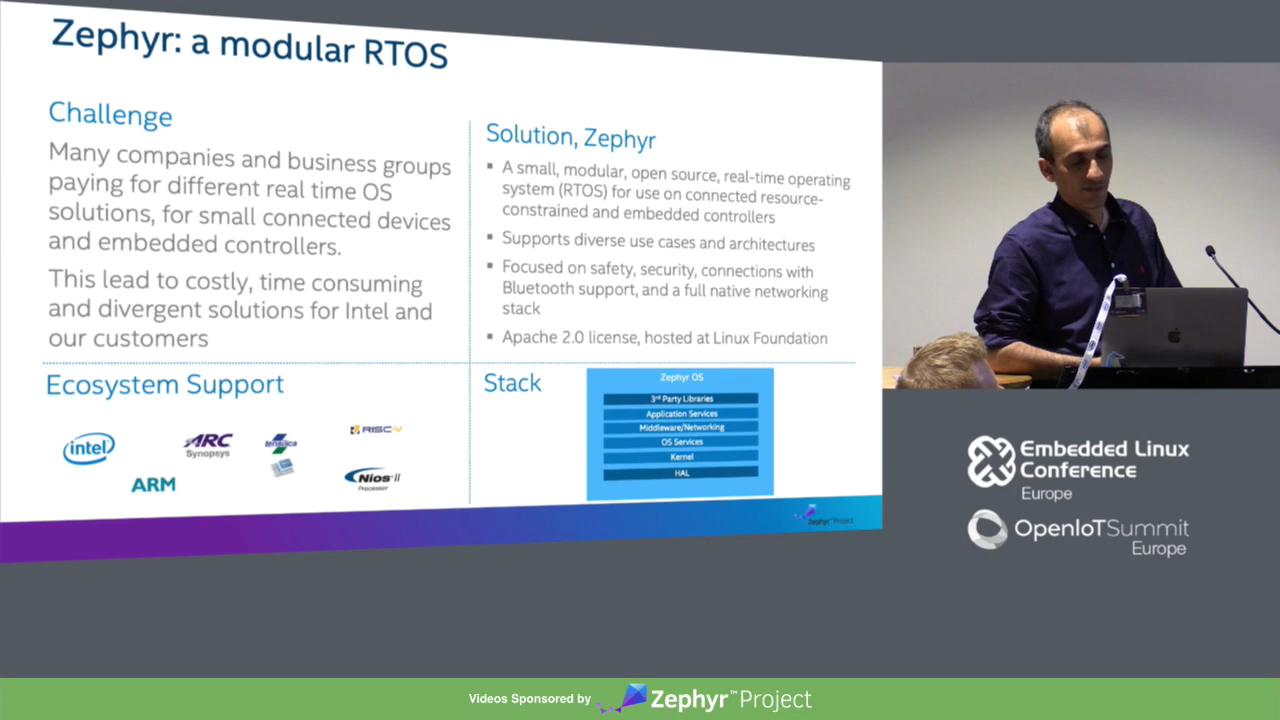 Zephyr: a modular RTOS
Challenge
Many companies and business groups
paying for different real time OS
solutions, for small connected devices
and embedded controllers.
This lead to costly, time consuming
and divergent solutions for Intel and
our customers
Solution, Zephyr
A small, modular, open source, real-time operating
system (RTOS) for use on connected resource-
constrained and embedded controllers
Supports diverse use cases and architectures
Focused on safety, security, connections with
Bluetooth support, and a full native networking
stack
Apache 2.0 license, hosted at Linux Foundation
Ecosystem Support
intel
ARC
Synopsys
tensilica
RISC-V
ARM
Nios II
Processor
Stack
Zephyr OS
3rd Party Libraries
Application Services
Middleware/Networking
OS Services
Kernel
HAL
Zephyr™ Project
Embedded Linux
Conference
Europe
OpenIoTSummit
Europe
Videos Sponsored by Zephyr™Project